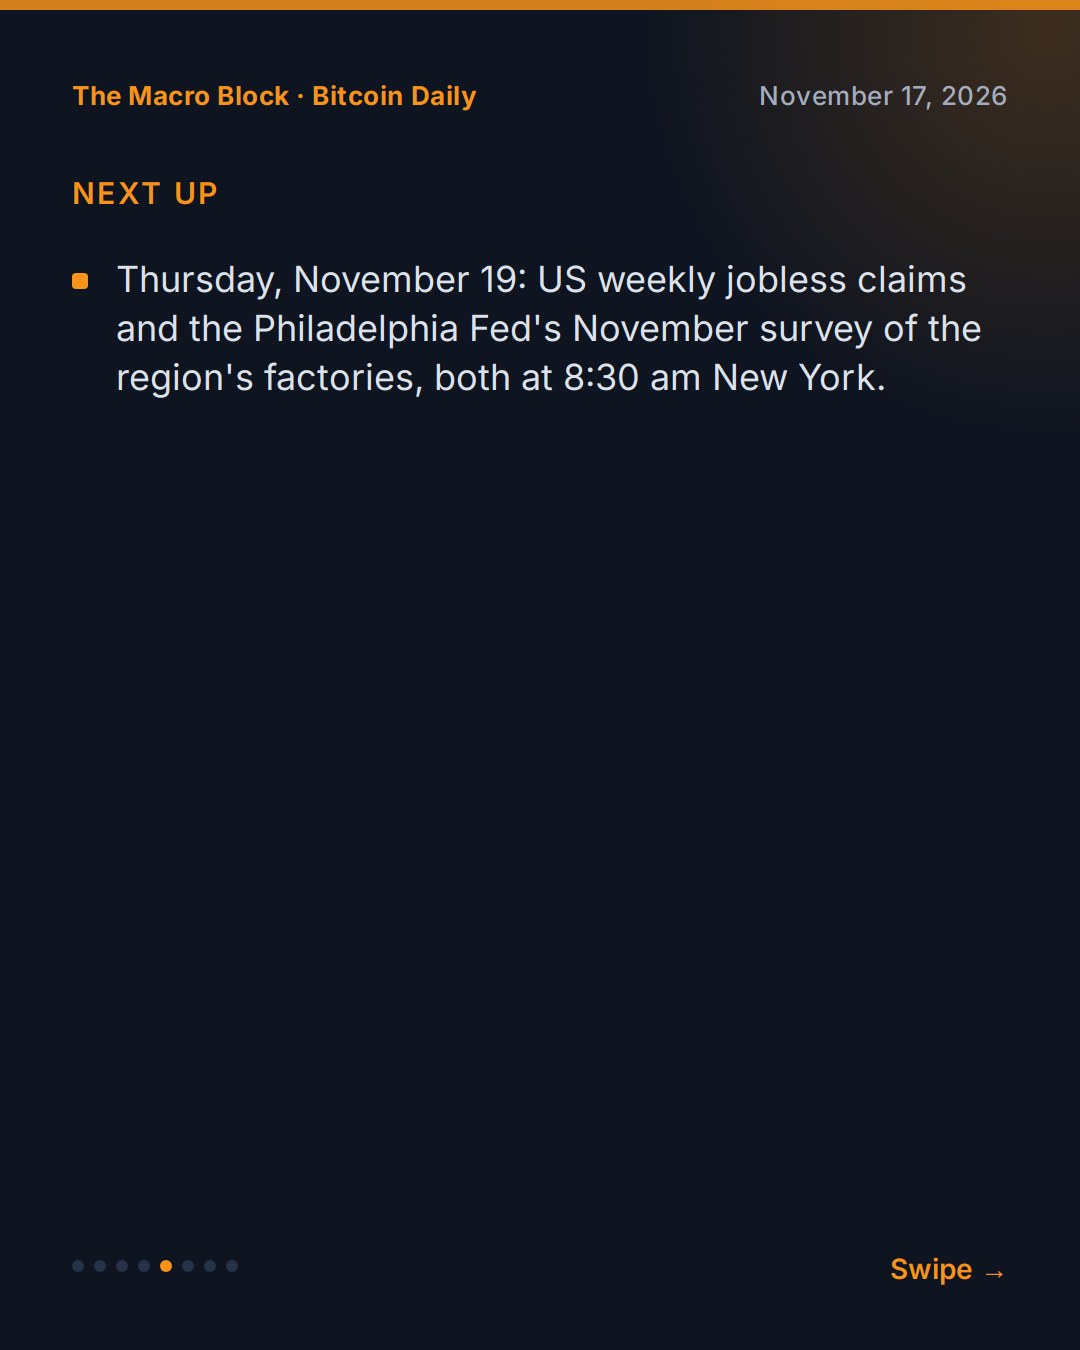 The Macro Block · Bitcoin Daily
November 17, 2026
NEXT UP
Thursday, November 19: US weekly jobless claims
and the Philadelphia Fed's November survey of the
region's factories, both at 8:30 am New York.
Swipe →